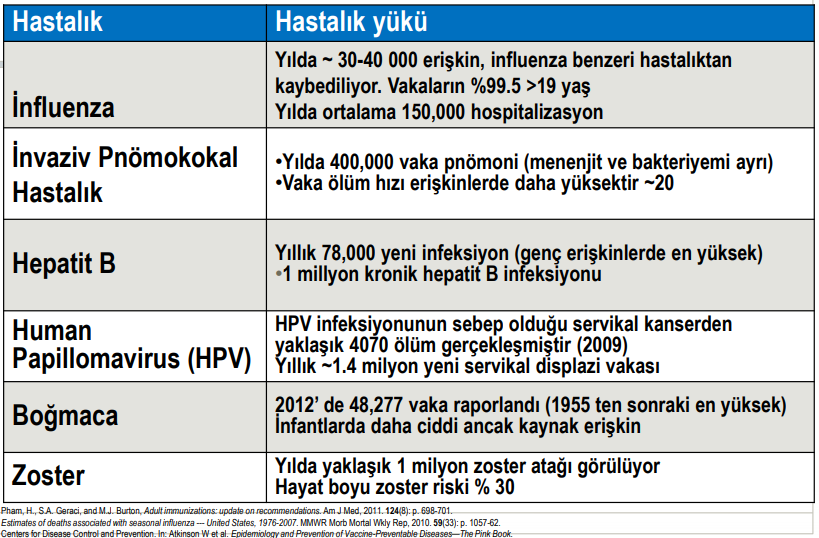 Hastalık
Hastalık yükü
İnfluenza
Yılda ~ 30-40 000 erişkin, influenza benzeri hastalıktan
kaybediliyor. Vakaların %99.5 >19 yaş
Yılda ortalama 150,000 hospitalizasyon
İnvaziv Pnömokokal
Hastalık
•Yılda 400,000 vaka pnömoni (menenjit ve bakteriyemi ayrı)
•Vaka ölüm hızı erişkinlerde daha yüksektir ~20
Hepatit B
Yıllık 78,000 yeni infeksiyon (genç erişkinlerde en yüksek)
•1 millyon kronik hepatit B infeksiyonu
Human
Papillomavirus (HPV)
HPV infeksiyonunun sebep olduğu servikal kanserden
yaklaşık 4070 ölüm gerçekleşmiştir (2009)
Yıllık ~1.4 milyon yeni servikal displazi vakası
Boğmaca
2012’ de 48,277 vaka raporlandı (1955 ten sonraki en yüksek)
İnfantlarda daha ciddi ancak kaynak erişkin
Zoster
Yılda yaklaşık 1 milyon zoster atağı görülüyor
Hayat boyu zoster riski % 30
Pham, H., S.A. Geraci, and M.J. Burton, Adult immunizations: update on recommendations. Am J Med, 2011. 124(8): p. 698-701.
Estimates of deaths associated with seasonal influenza --- United States, 1976-2007. MMWR Morb Mortal Wkly Rep, 2010. 59(33): p. 1057-62.
Centers for Disease Control and Prevention. In: Atkinson W et al. Epidemiology and Prevention of Vaccine-Preventable Diseases—The Pink Book.